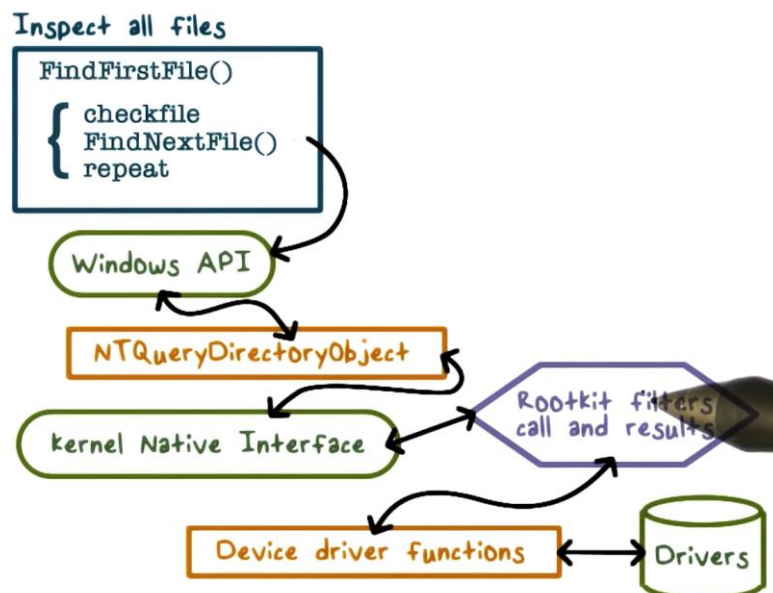 Inspect all files
FindFirstFile()
checkfile
FindNextFile()
repeat
Windows API
NTQueryDirectoryObject
Rootkit filters
call and results
Kernel Native Interface
Device driver functions
Drivers